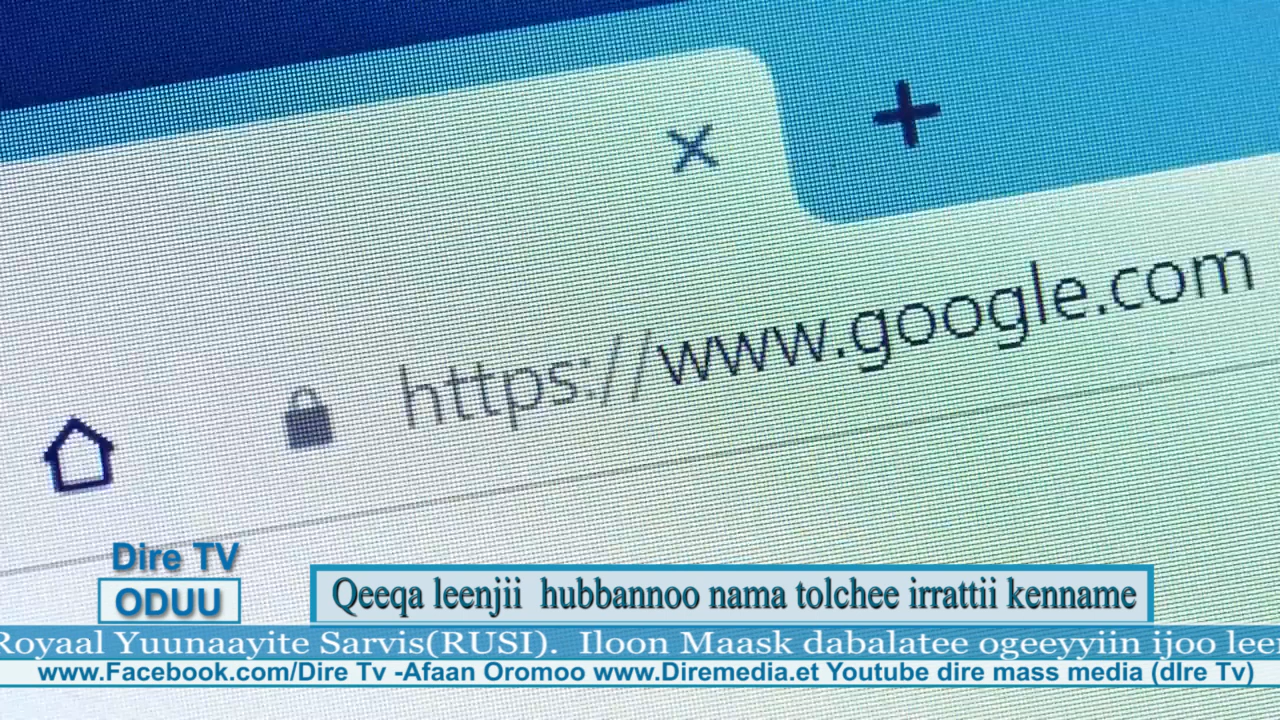 https://www.google.com
Dire TV
ODUU
Qeeqa leenjii hubbannoo nama tolchee irrattii kenname
Royaal Yuunaayite Sarvis(RUSI). Iloon Maask dabalatee ogeeyyiin ijoo leen
www.Facebook.com/Dire Tv -Afaan Oromoo www.Diremedia.et Youtube dire mass media (dIre Tv)